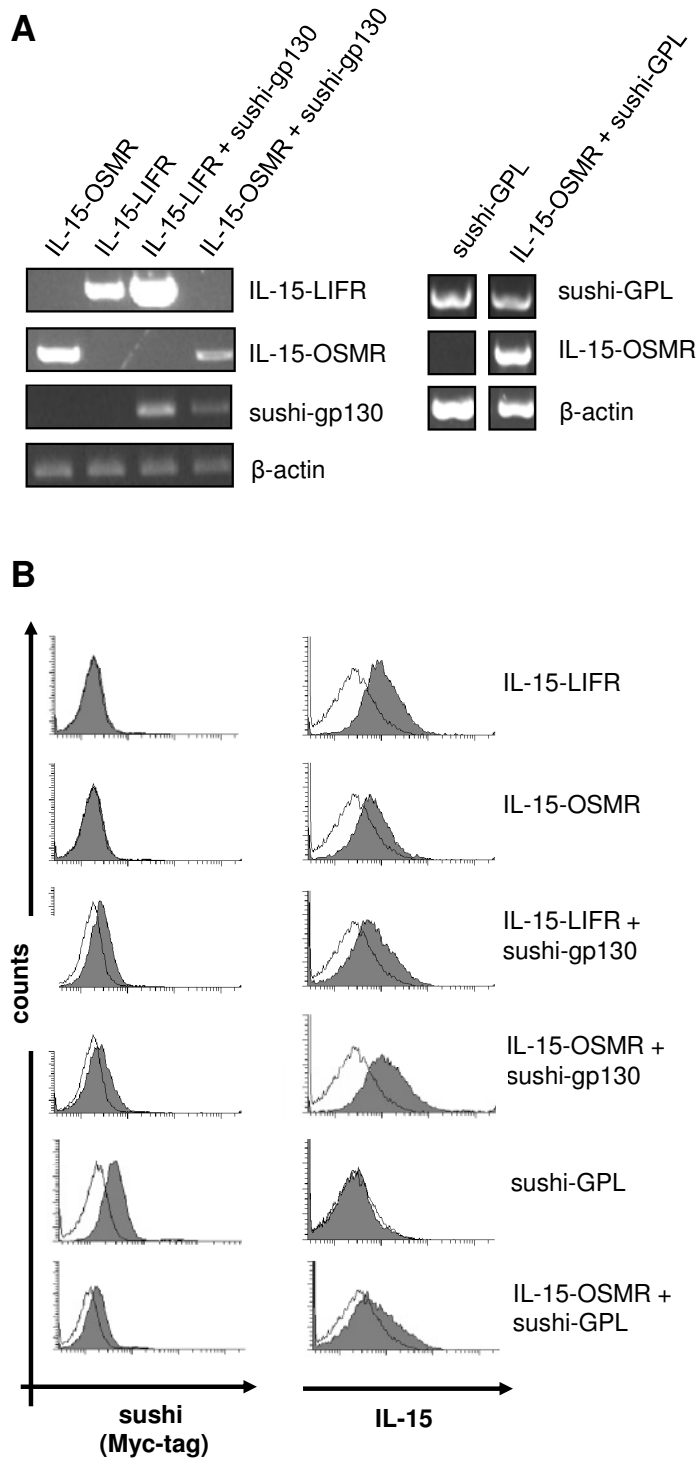 A
IL-15-OSMR
IL-15-LIFR
IL-15-LIFR + sushi-gp130
IL-15-OSMR + sushi-gp130
sushi-GPL
IL-15-OSMR + sushi-GPL
IL-15-LIFR
IL-15-OSMR
sushi-gp130
β-actin
sushi-GPL
IL-15-OSMR
β-actin
B
counts
IL-15-LIFR
IL-15-OSMR
IL-15-LIFR +
sushi-gp130
IL-15-OSMR +
sushi-gp130
sushi-GPL
IL-15-OSMR +
sushi-GPL
sushi
(Myc-tag)
IL-15